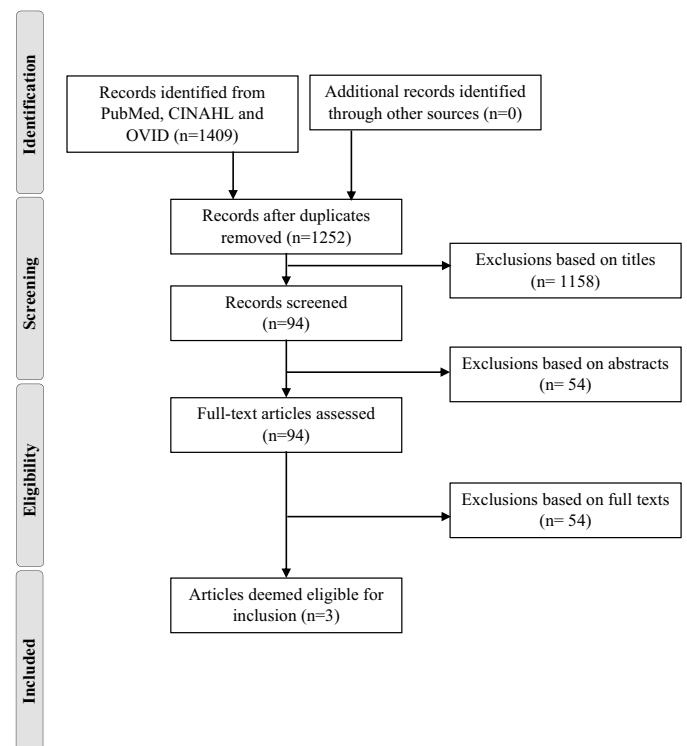 Identification
Records identified from
PubMed, CINAHL and
OVID (n=1409)
Additional records identified
through other sources (n=0)
Screening
Records after duplicates
removed (n=1252)
Exclusions based on titles
(n= 1158)
Records screened
(n=94)
Exclusions based on abstracts
(n= 54)
Eligibility
Full-text articles assessed
(n=94)
Exclusions based on full texts
(n= 54)
Included
Articles deemed eligible for
inclusion (n=3)